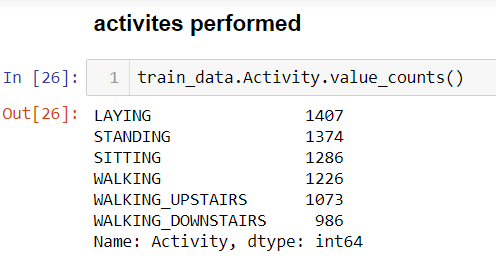 activites performed
In [26]: 1 train_data.Activity.value_counts()
Out[26]: LAYING 1407
STANDING 1374
SITTING 1286
WALKING 1226
WALKING_UPSTAIRS 1073
WALKING_DOWNSTAIRS 986
Name: Activity, dtype: int64